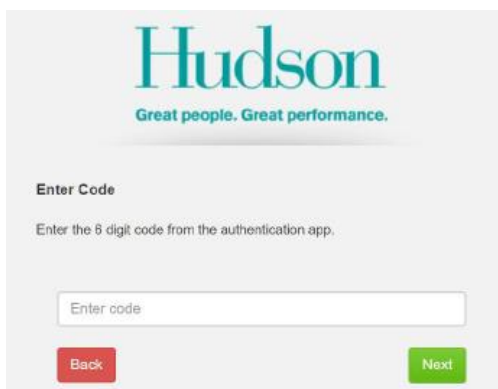 Hudson
Great people. Great performance.
Enter Code
Enter the 6 digit code from the authentication app.
Enter code
Back
Next